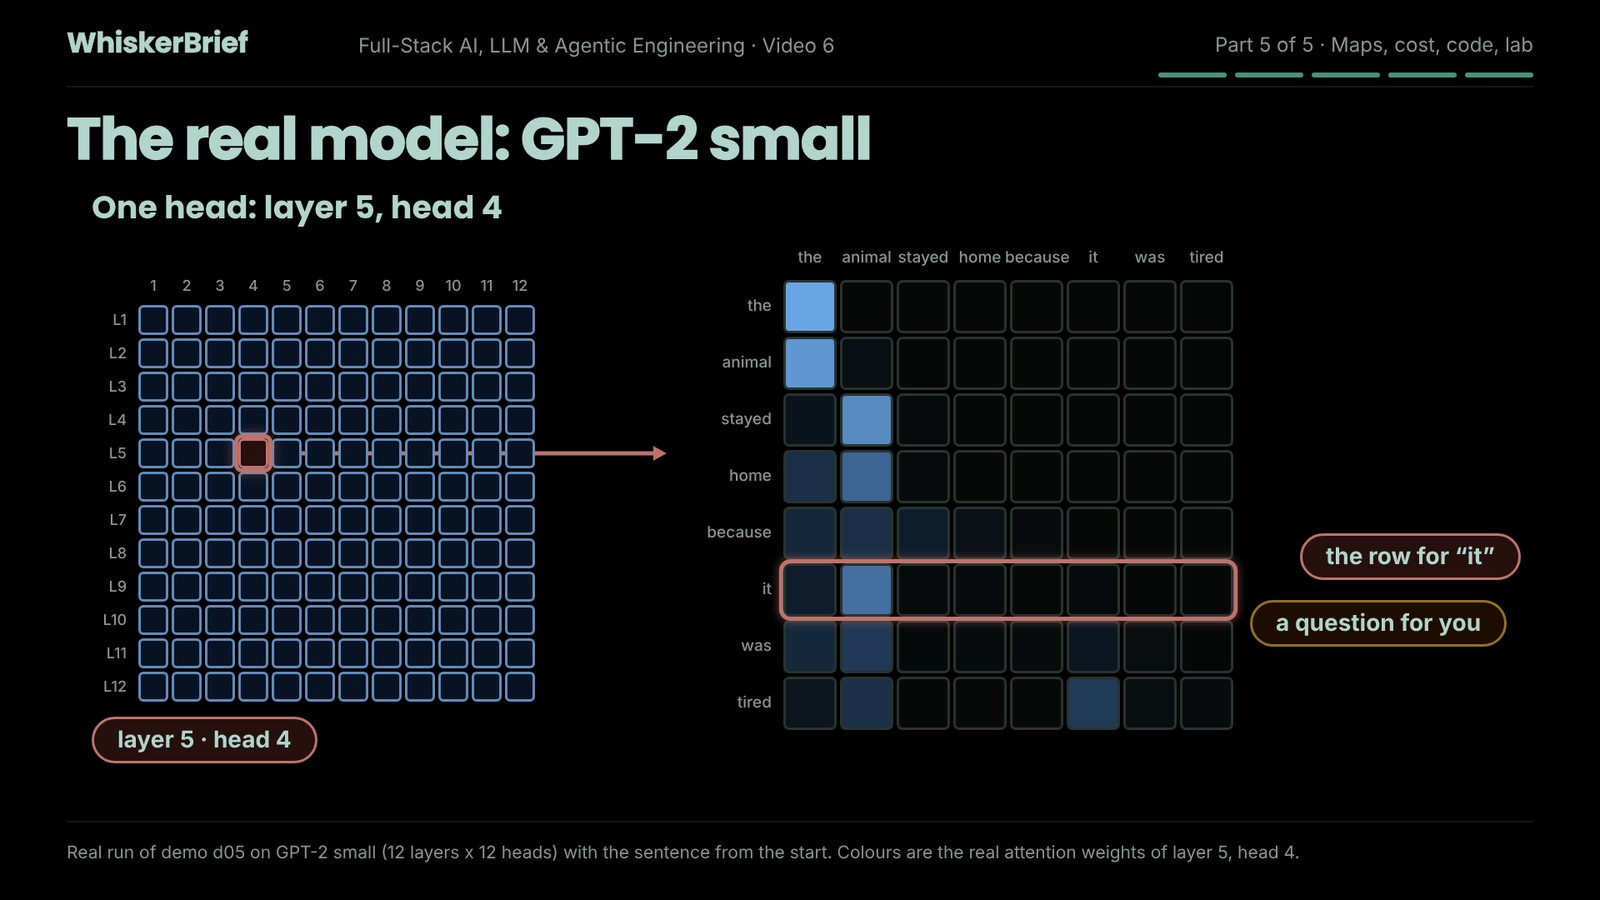 WhiskerBrief
Full-Stack AI, LLM & Agentic Engineering · Video 6
Part 5 of 5 · Maps, cost, code, lab
The real model: GPT-2 small
One head: layer 5, head 4
1 2 3 4 5 6 7 8 9 10 11 12
L1
L2
L3
L4
L5
L6
L7
L8
L9
L10
L11
L12
layer 5 · head 4
the animal stayed home because it was tired
the
animal
stayed
home
because
it
was
tired
the row for “it”
a question for you
Real run of demo d05 on GPT-2 small (12 layers x 12 heads) with the sentence from the start. Colours are the real attention weights of layer 5, head 4.